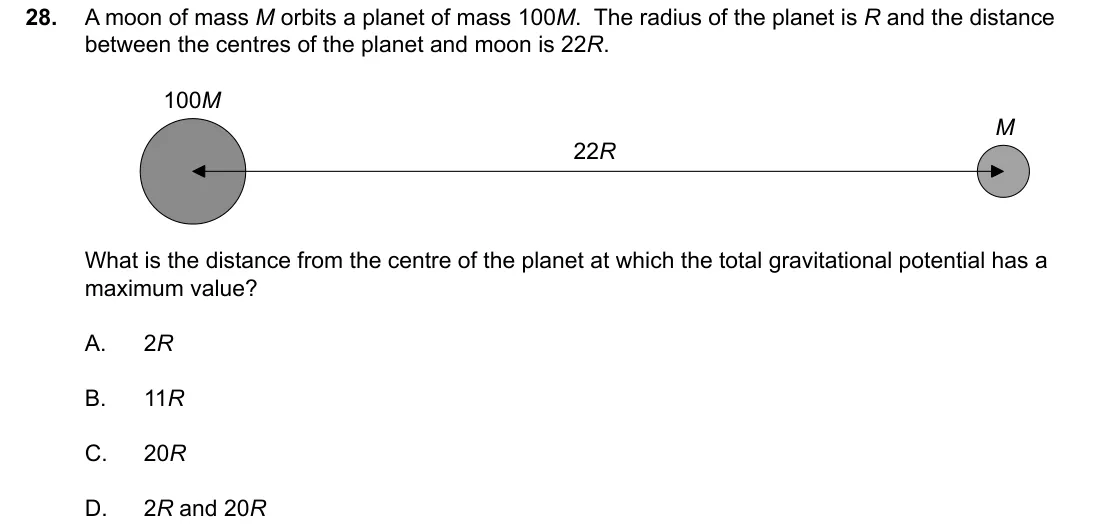 28. A moon of mass M orbits a planet of mass 100M. The radius of the planet is R and the distance
between the centres of the planet and moon is 22R.
100M
M
22R
What is the distance from the centre of the planet at which the total gravitational potential has a
maximum value?
A. 2R
B. 11R
C. 20R
D. 2R and 20R